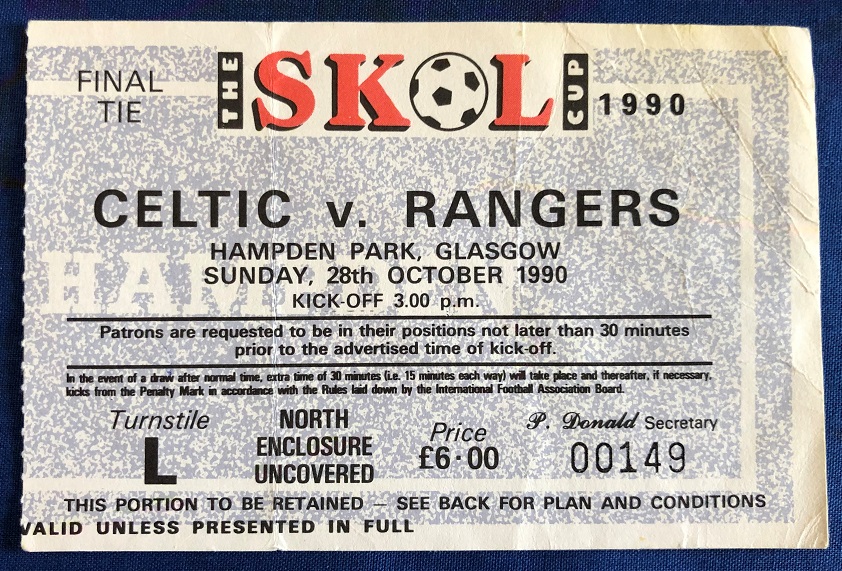 FINAL TIE
THE SKOL CUP 1990
CELTIC v. RANGERS
HAMPDEN PARK, GLASGOW
SUNDAY, 28th OCTOBER 1990
KICK-OFF 3.00 p.m.
Patrons are requested to be in their positions not later than 30 minutes
prior to the advertised time of kick-off.
In the event of a draw after normal time, extra time of 30 minutes (i.e. 15 minutes each way) will take place and thereafter, if necessary,
kicks from the Penalty Mark in accordance with the Rules laid down by the International Football Association Board.
Turnstile
L
NORTH
ENCLOSURE
UNCOVERED
Price
£6·00
P. Donald Secretary
00149
THIS PORTION TO BE RETAINED — SEE BACK FOR PLAN AND CONDITIONS
VALID UNLESS PRESENTED IN FULL